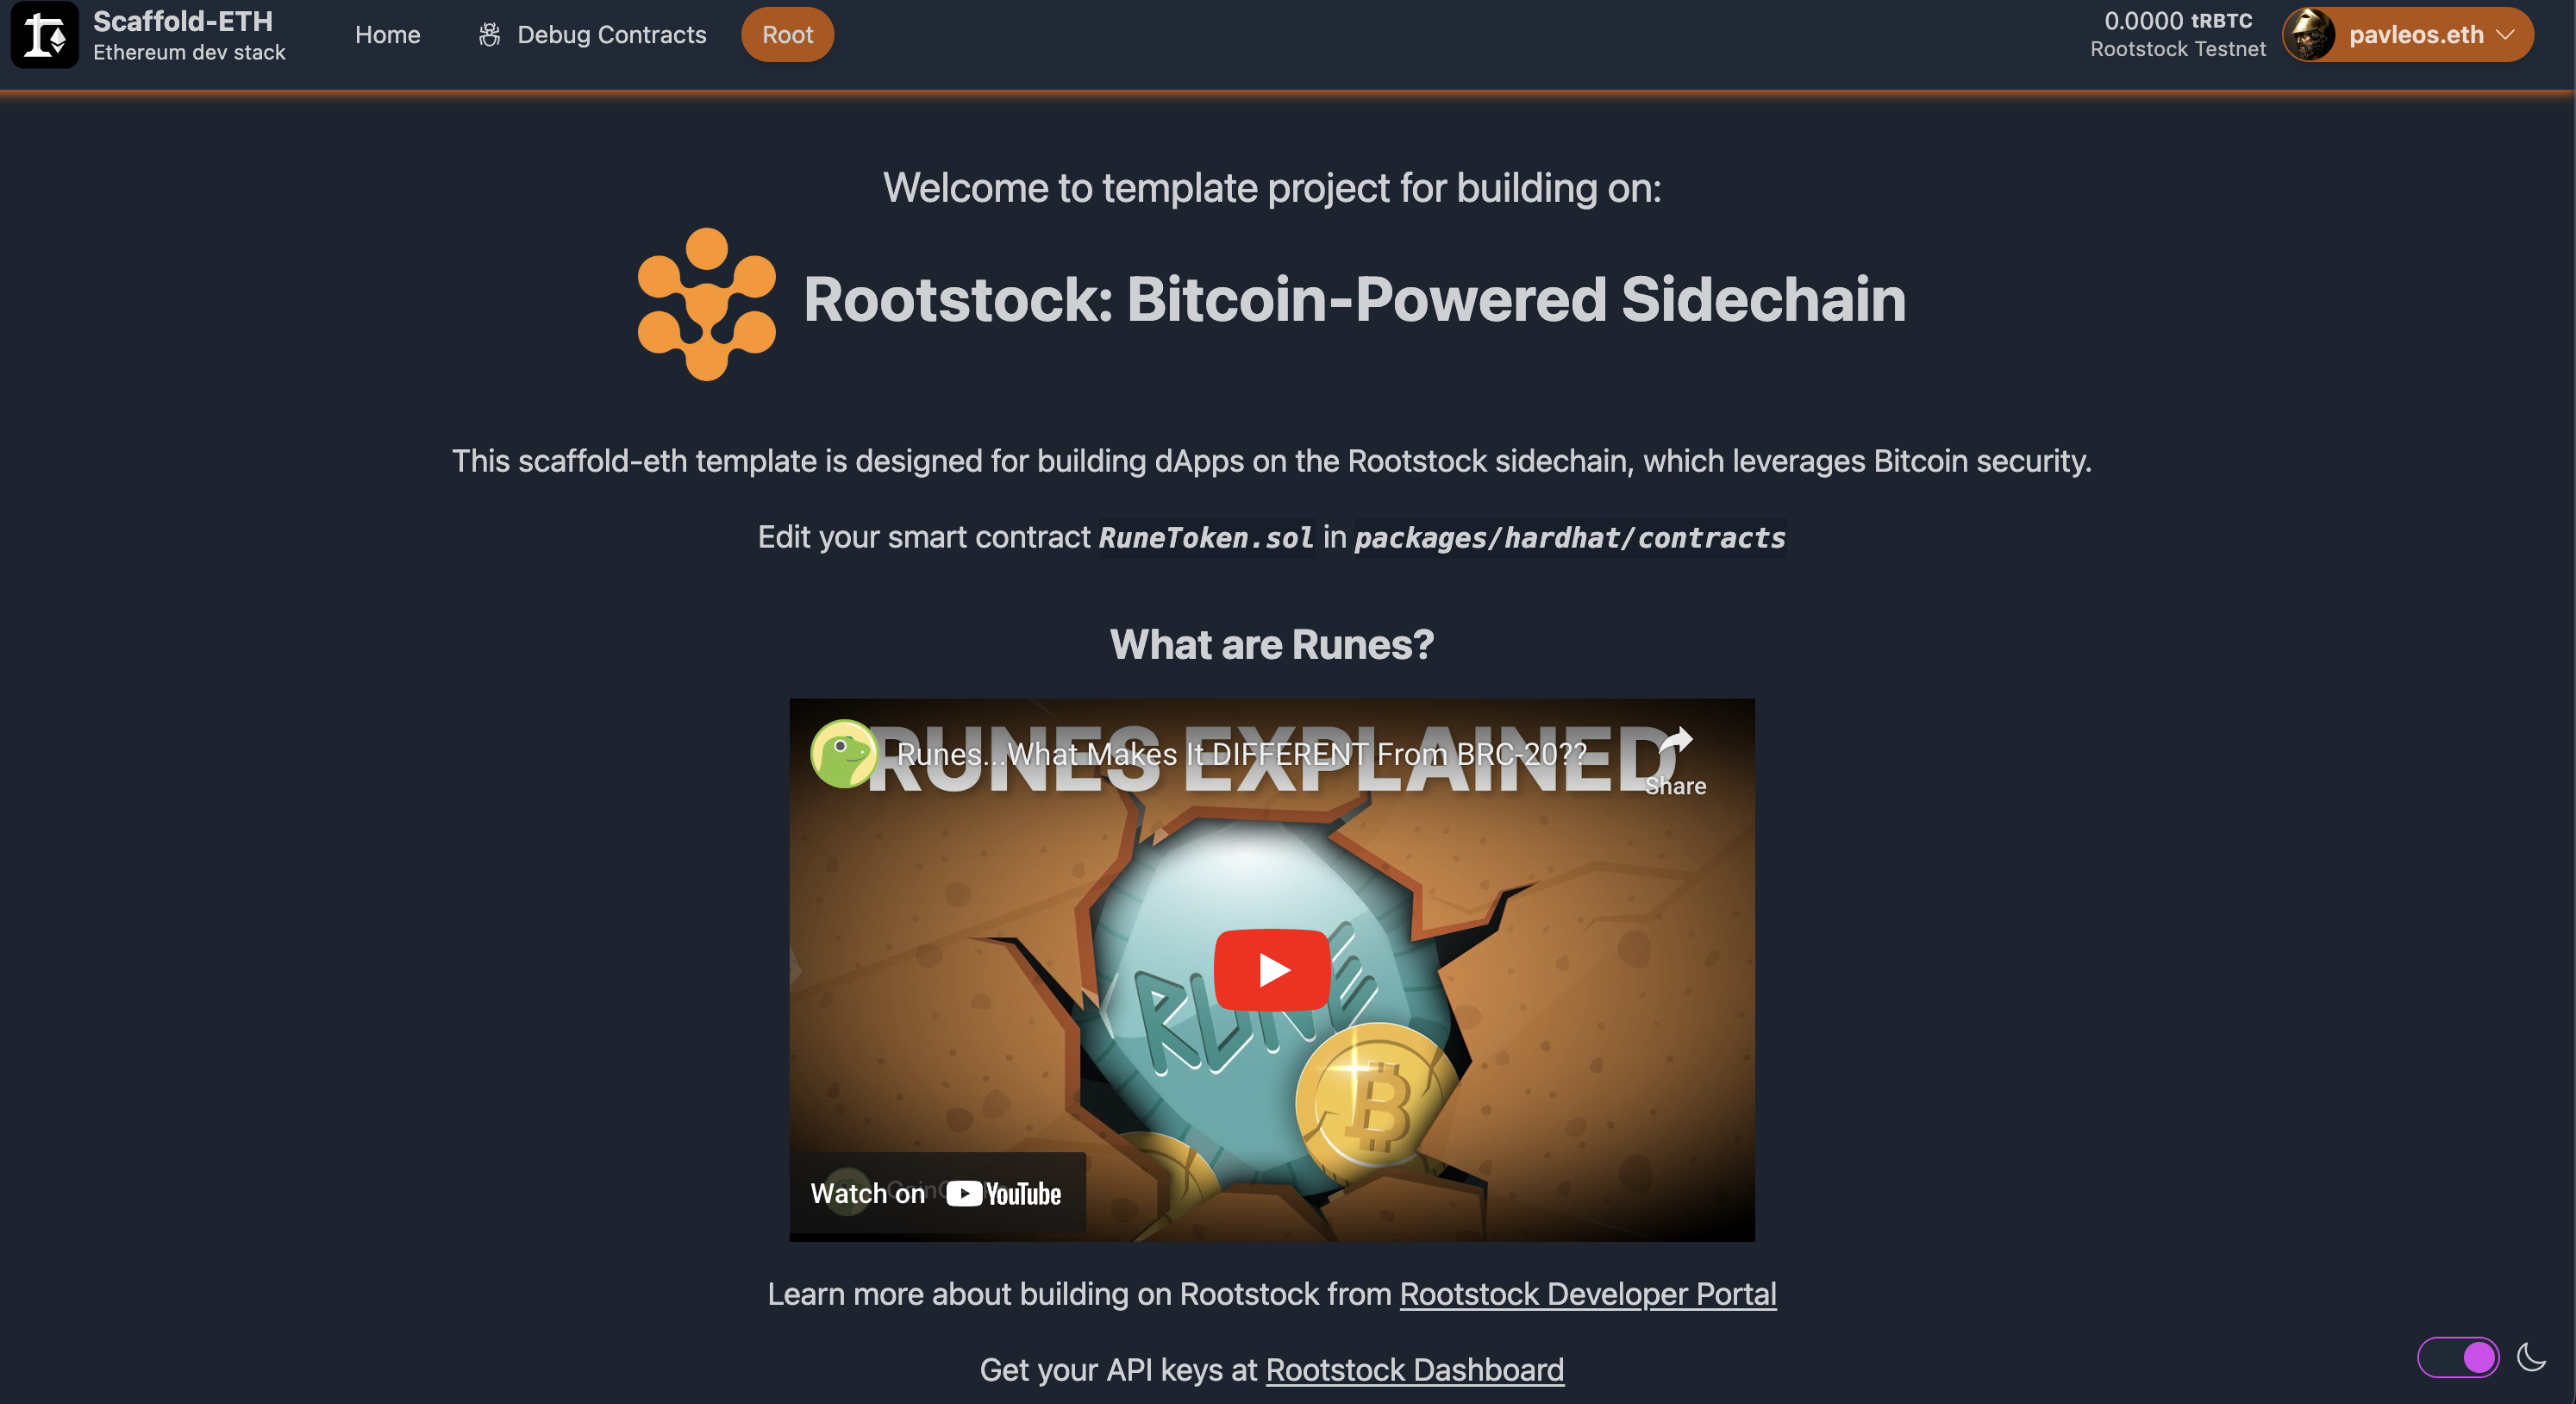 Scaffold-ETH
Ethereum dev stack
Home
Debug Contracts
Root
0.0000 tRBTC
Rootstock Testnet
pavleos.eth
Welcome to template project for building on:
Rootstock: Bitcoin-Powered Sidechain
This scaffold-eth template is designed for building dApps on the Rootstock sidechain, which leverages Bitcoin security.
Edit your smart contract RuneToken.sol in packages/hardhat/contracts
What are Runes?
RUNES EXPLAINED
Runes...What Makes It DIFFERENT From BRC-20??
Share
RUNE
Watch on YouTube
Learn more about building on Rootstock from Rootstock Developer Portal
Get your API keys at Rootstock Dashboard